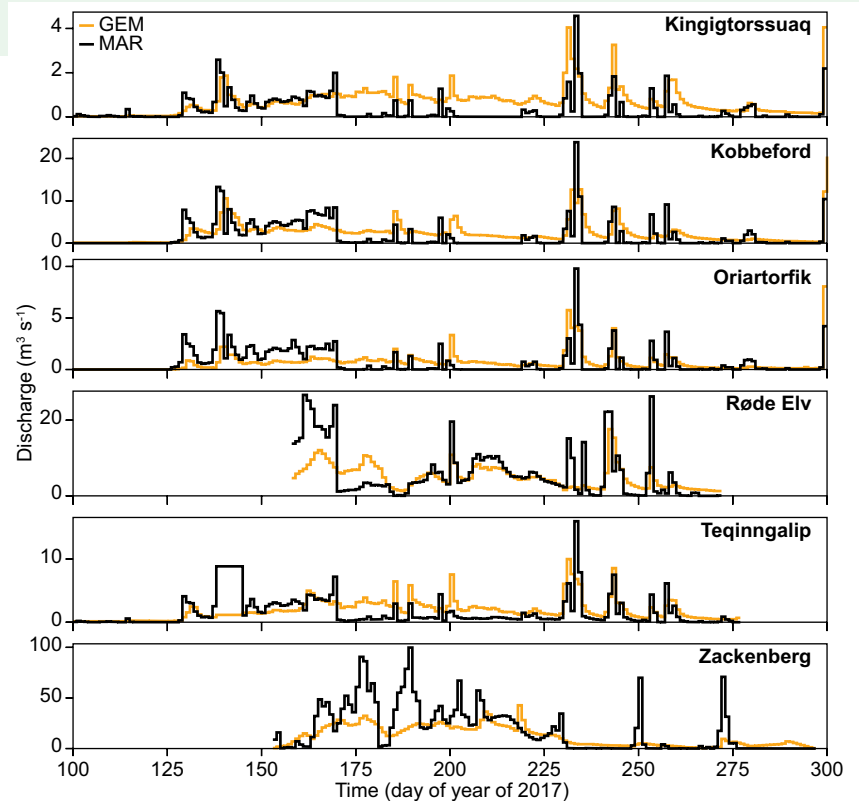 GEM
MAR
Kingigtorssuaq
4
2
0
Kobbefjord
20
10
0
Oriartorfik
10
5
0
Røde Elv
20
0
Teqinngalip
10
0
Zackenberg
100
50
0
Discharge (m³ s⁻¹)
100 125 150 175 200 225 250 275 300
Time (day of year of 2017)